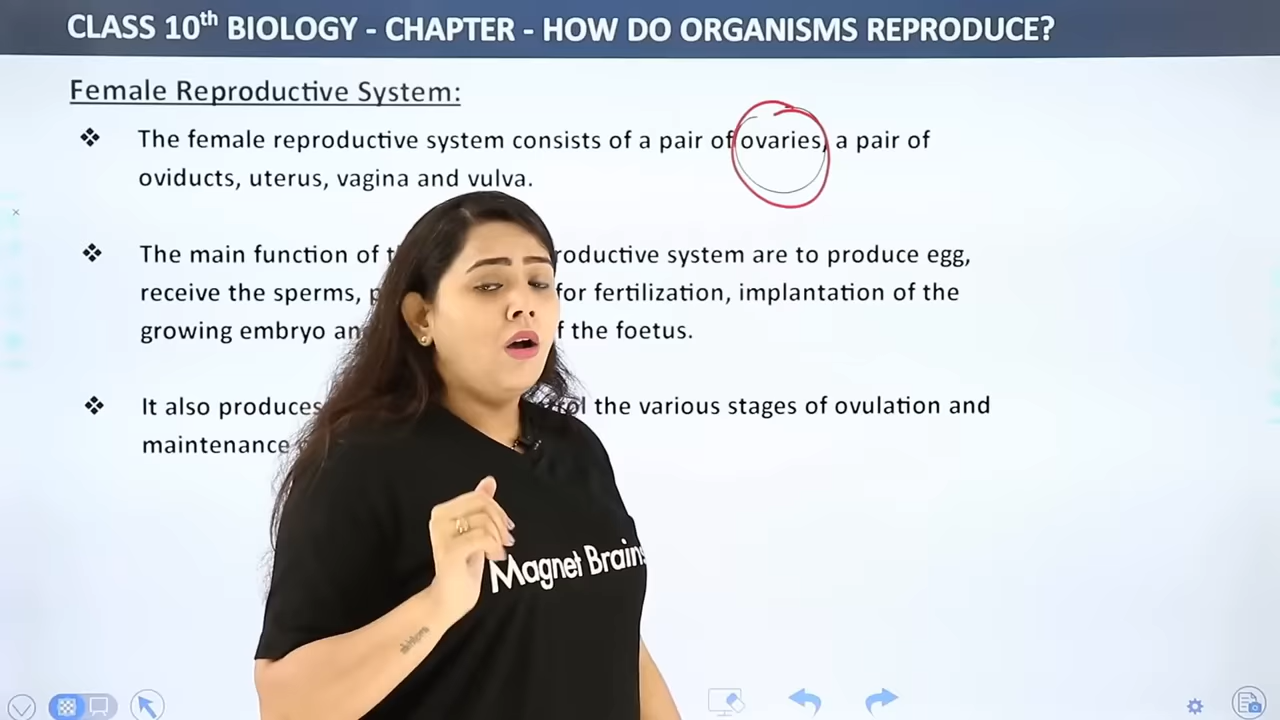 CLASS 10th BIOLOGY - CHAPTER - HOW DO ORGANISMS REPRODUCE?
Female Reproductive System:
❖ The female reproductive system consists of a pair of ovaries, a pair of
oviducts, uterus, vagina and vulva.
❖ The main function of roductive system are to produce egg,
receive the sperms, for fertilization, implantation of the
growing embryo f the foetus.
❖ It also produces the various stages of ovulation and
maintenance
Magnet Brains